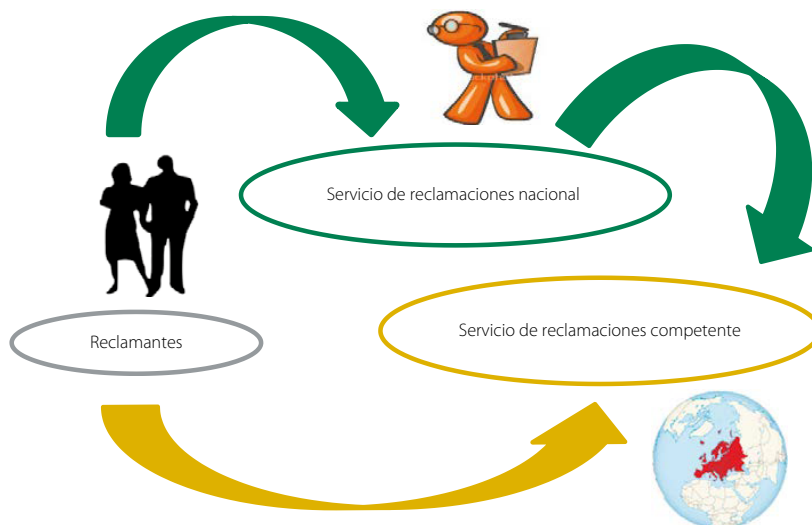 Servicio de reclamaciones nacional
Servicio de reclamaciones competente
Reclamantes